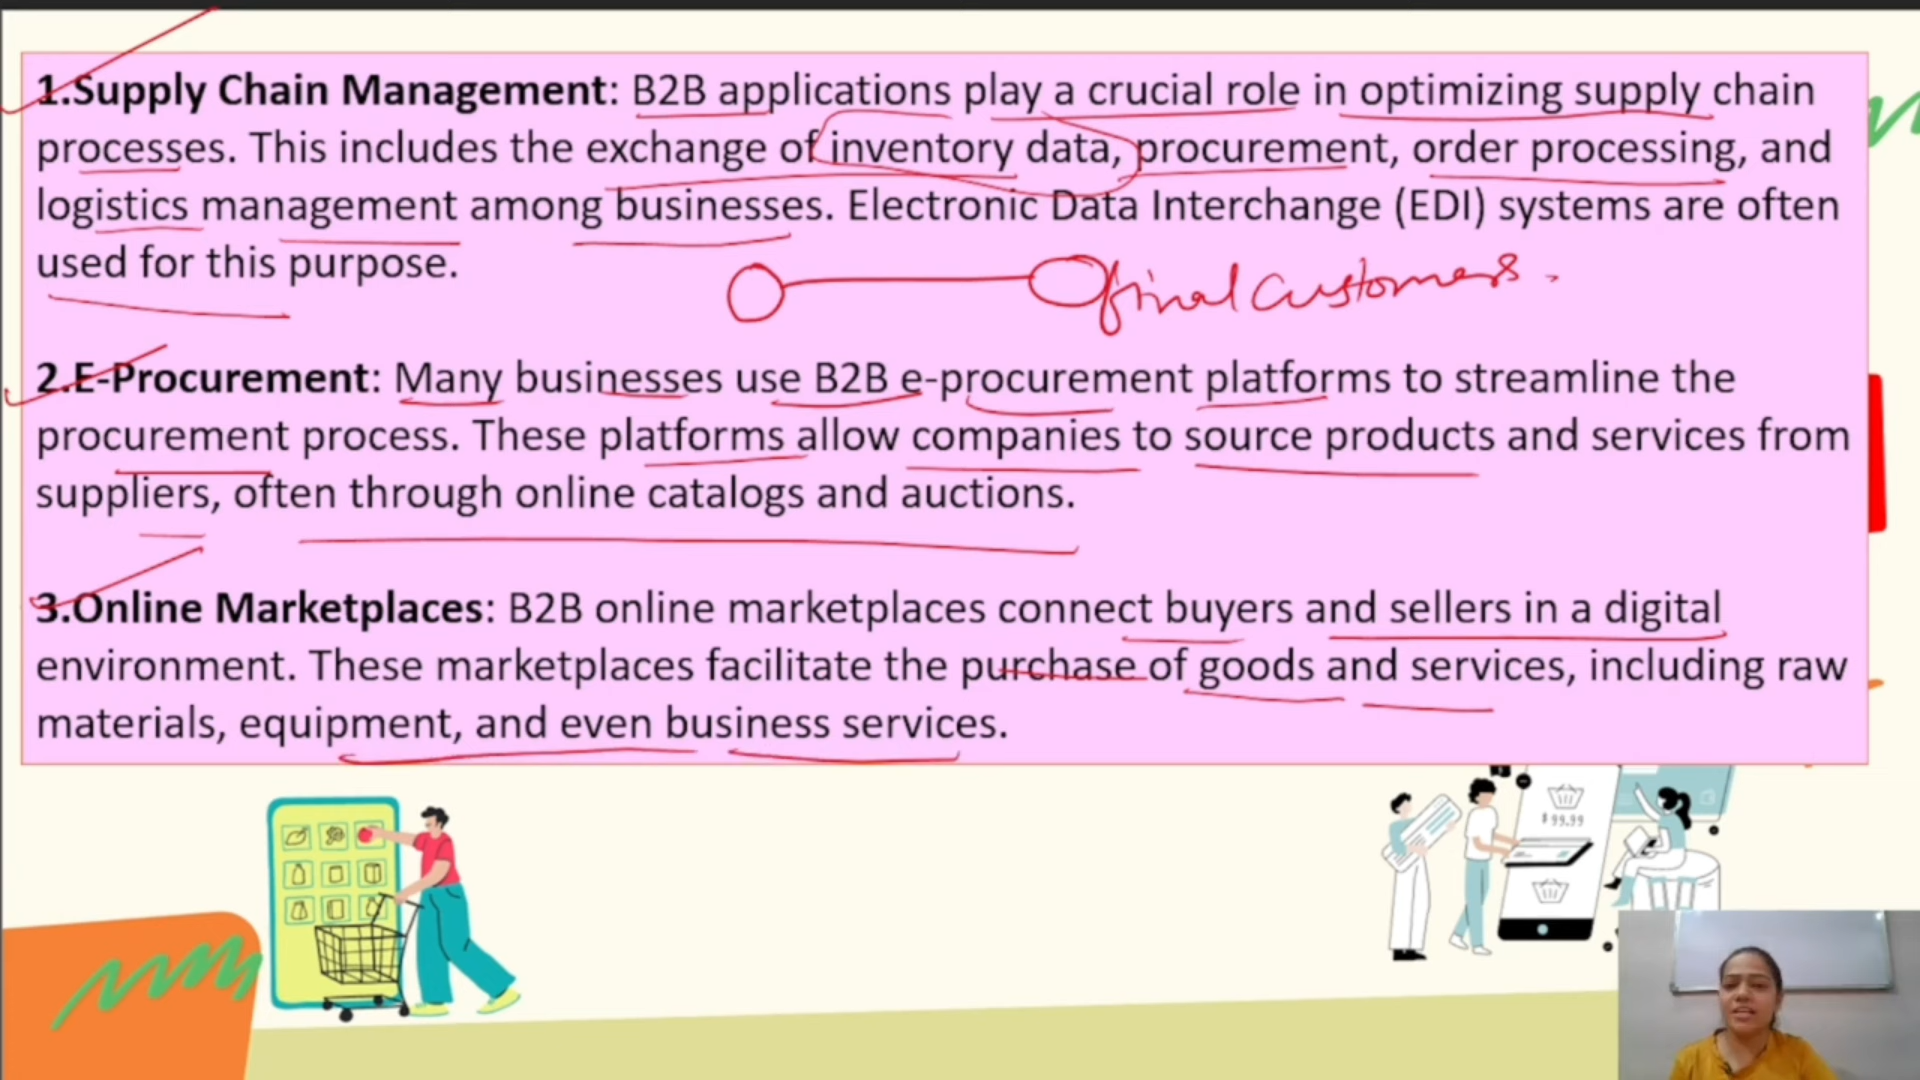 1.Supply Chain Management: B2B applications play a crucial role in optimizing supply chain
processes. This includes the exchange of inventory data, procurement, order processing, and
logistics management among businesses. Electronic Data Interchange (EDI) systems are often
used for this purpose.
final customers.
2.E-Procurement: Many businesses use B2B e-procurement platforms to streamline the
procurement process. These platforms allow companies to source products and services from
suppliers, often through online catalogs and auctions.
3.Online Marketplaces: B2B online marketplaces connect buyers and sellers in a digital
environment. These marketplaces facilitate the purchase of goods and services, including raw
materials, equipment, and even business services.
$99.99